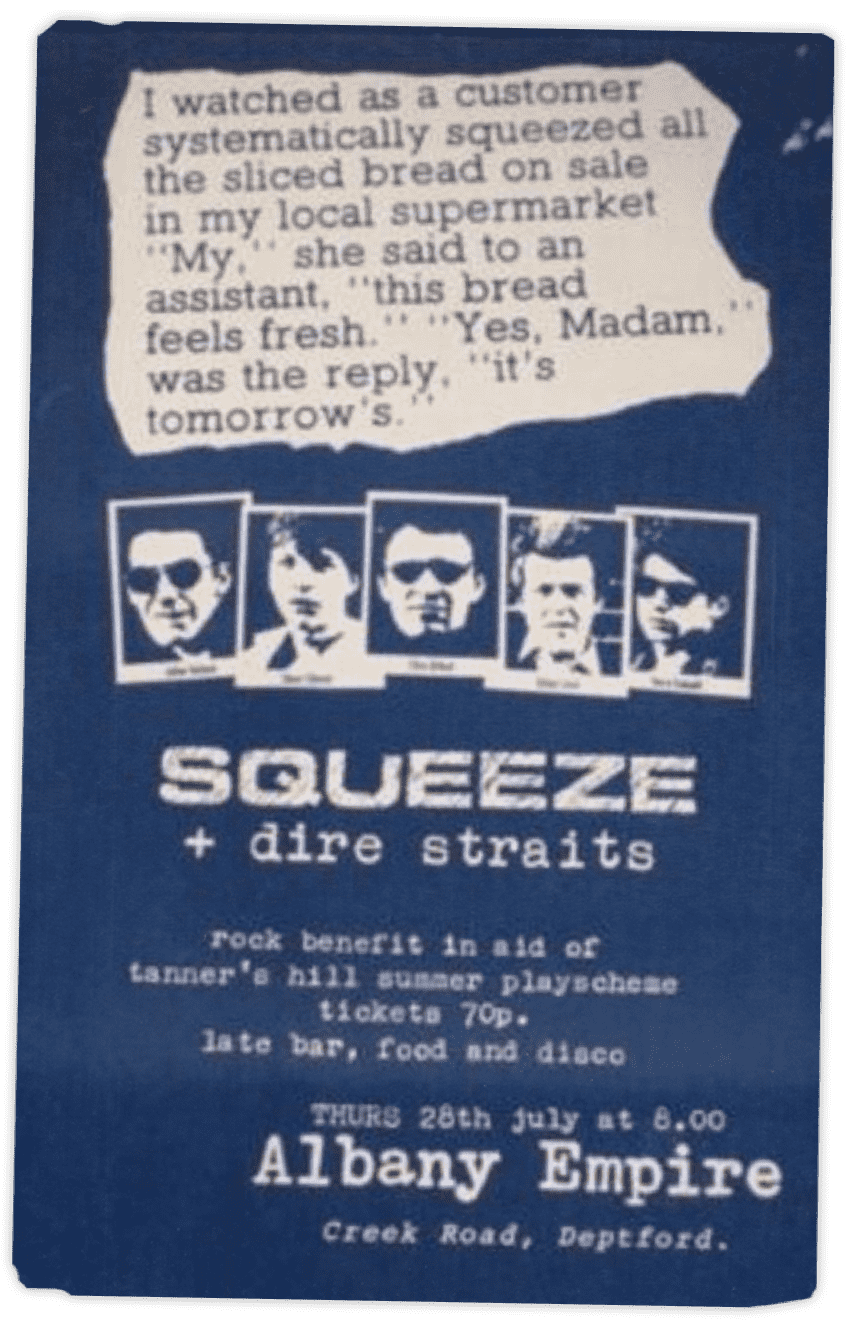 I watched as a customer
systematically squeezed all
the sliced bread on sale
in my local supermarket
"My," she said to an
assistant, "this bread
feels fresh." "Yes, Madam,"
was the reply, "it's
tomorrow's."
SQUEEZE
+ dire straits
rock benefit in aid of
tanner's hill summer playscheme
tickets 70p.
late bar, food and disco
THURS 28th july at 8.00
Albany Empire
Creek Road, Deptford.